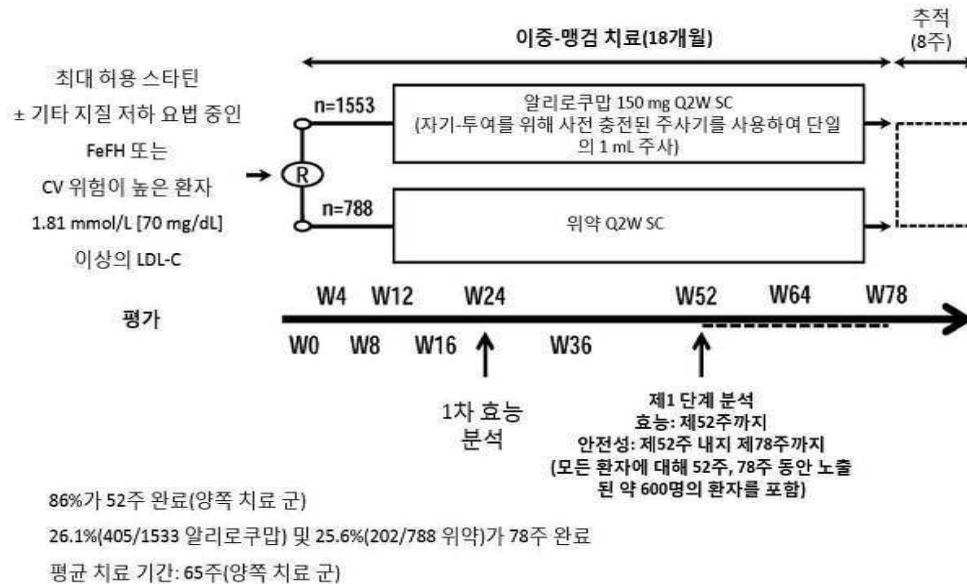 추적
(8주)
이중-맹검 치료(18개월)
최대 허용 스타틴
± 기타 지질 저하 요법 중인
FeFH 또는
CV 위험이 높은 환자
1.81 mmol/L [70 mg/dL]
이상의 LDL-C
R
n=1553
알리로쿠맙 150 mg Q2W SC
(자기-투여를 위해 사전 충전된 주사기를 사용하여 단일
의 1 mL 주사)
n=788
위약 Q2W SC
평가
W4 W12 W24 W52 W64 W78
W0 W8 W16 W36
1차 효능
분석
제1 단계 분석
효능: 제52주까지
안전성: 제52주 내지 제78주까지
(모든 환자에 대해 52주, 78주 동안 노출
된 약 600명의 환자를 포함)
86%가 52주 완료(양쪽 치료 군)
26.1%(405/1533 알리로쿠맙) 및 25.6%(202/788 위약)가 78주 완료
평균 치료 기간: 65주(양쪽 치료 군)